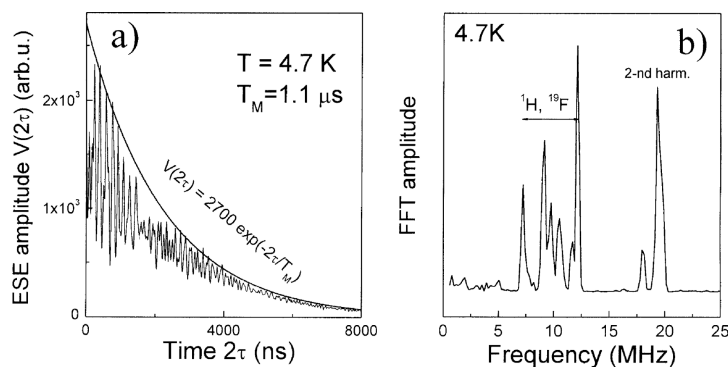 a)
T = 4.7 K
T_M=1.1 μs
V(2τ) = 2700 exp(-2τ/T_M)
ESE amplitude V(2τ) (arb.u.)
2x10³
1x10³
0
0
4000
8000
Time 2τ (ns)
4.7K
b)
2-nd harm.
¹H, ¹⁹F
FFT amplitude
0
5
10
15
20
25
Frequency (MHz)